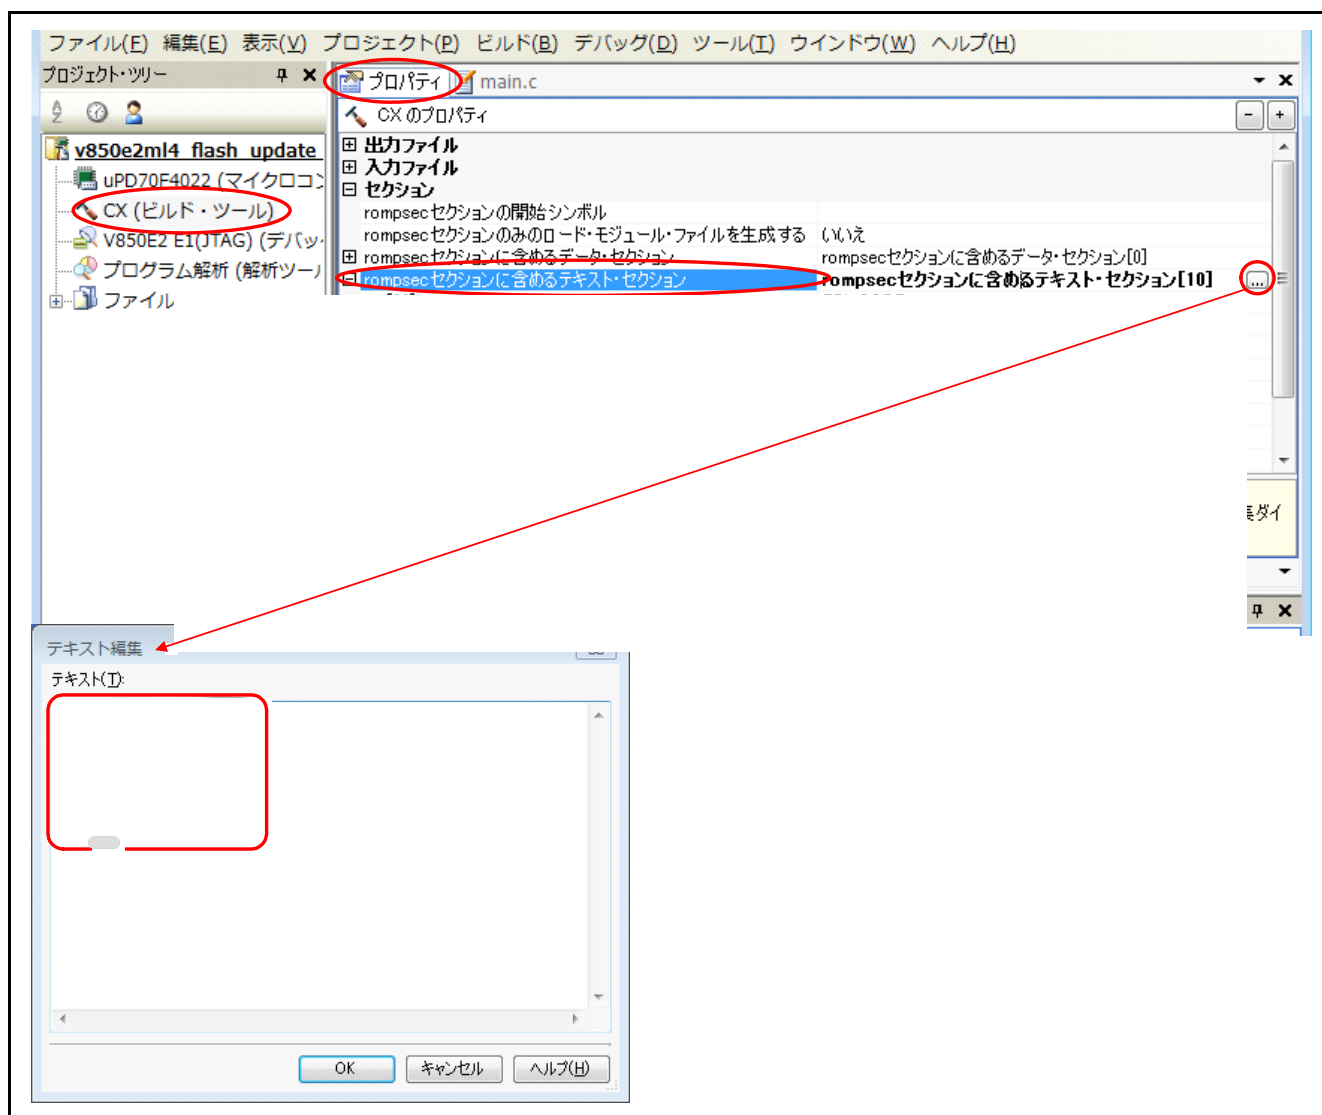 ファイル(F) 編集(E) 表示(V) プロジェクト(P) ビルド(B) デバッグ(D) ツール(T) ウインドウ(W) ヘルプ(H)
プロジェクト・ツリー
プロパティ main.c
CX のプロパティ
v850e2ml4_flash_update
uPD70F4022 (マイクロコン
CX (ビルド・ツール)
V850E2 E1(JTAG) (デバッ
プログラム解析 (解析ツー
ファイル
出力ファイル
入力ファイル
セクション
rompsecセクションの開始シンボル
rompsecセクションのみのロード・モジュール・ファイルを生成する いいえ
rompsecセクションに含めるデータ・セクション rompsecセクションに含めるデータ・セクション[0]
rompsecセクションに含めるテキスト・セクション rompsecセクションに含めるテキスト・セクション[10] ...
集ダイ
テキスト編集
テキスト(T):
OK キャンセル ヘルプ(H)